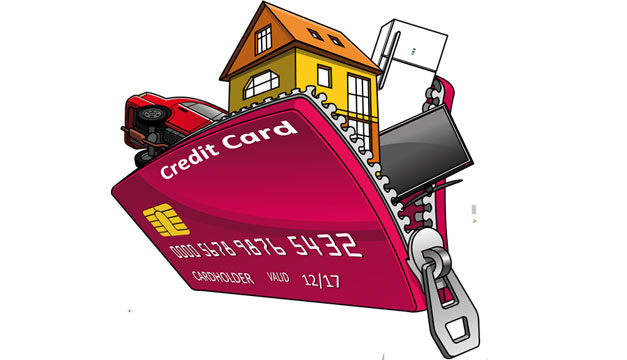 Credit Card
0000 5678 9876 5432
CARDHOLDER VALID 12/17